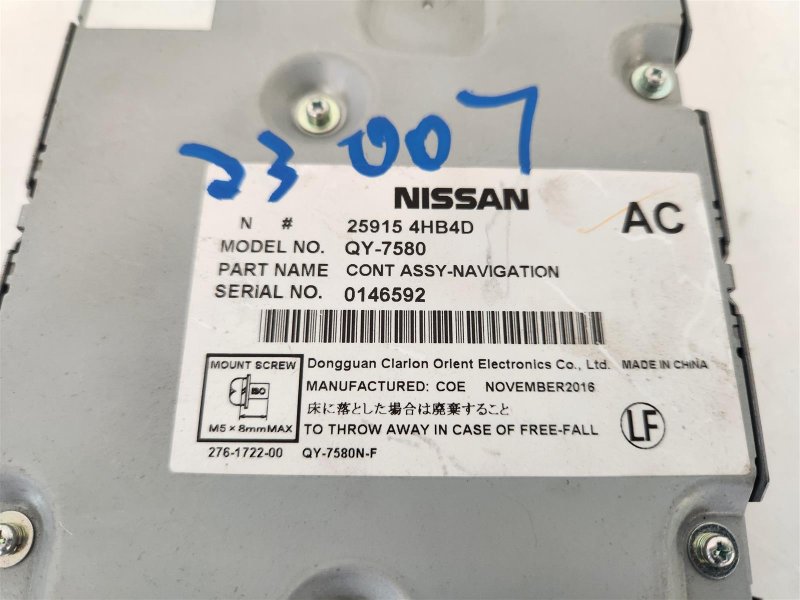 23 007
NISSAN
N # 25915 4HB4D AC
MODEL NO. QY-7580
PART NAME CONT ASSY-NAVIGATION
SERIAL NO. 0146592
MOUNT SCREW
ISO
M5 × 8mmMAX
Dongguan Clarion Orient Electronics Co., Ltd. MADE IN CHINA
MANUFACTURED: COE NOVEMBER2016
床に落とした場合は廃棄すること
TO THROW AWAY IN CASE OF FREE-FALL
LF
276-1722-00 QY-7580N-F